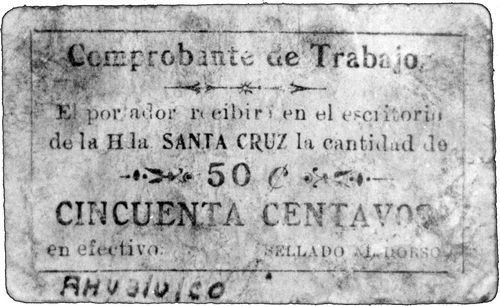 Comprobante de Trabajo.
El portador recibirá en el escritorio
de la Hda. SANTA CRUZ la cantidad de
50 ₡
CINCUENTA CENTAVOS
en efectivo. SELLADO AL DORSO